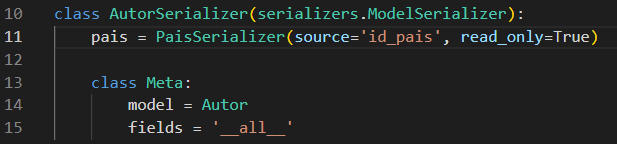 10 class AutorSerializer(serializers.ModelSerializer):
11     pais = PaisSerializer(source='id_pais', read_only=True)
12
13     class Meta:
14         model = Autor
15         fields = '__all__'